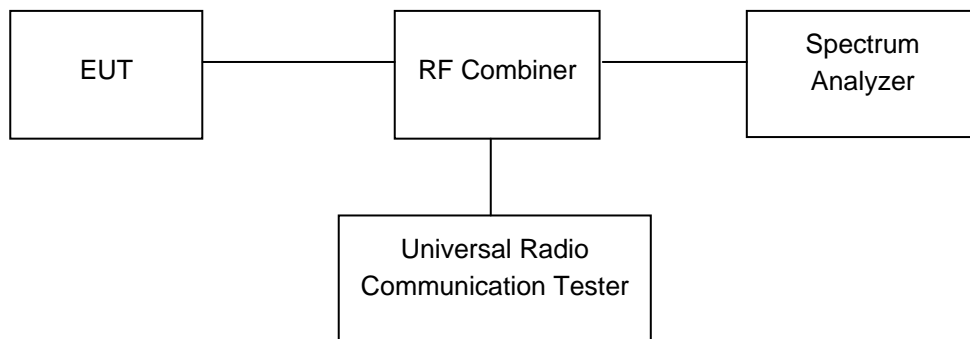 EUT
RF Combiner
Spectrum
Analyzer
Universal Radio
Communication Tester